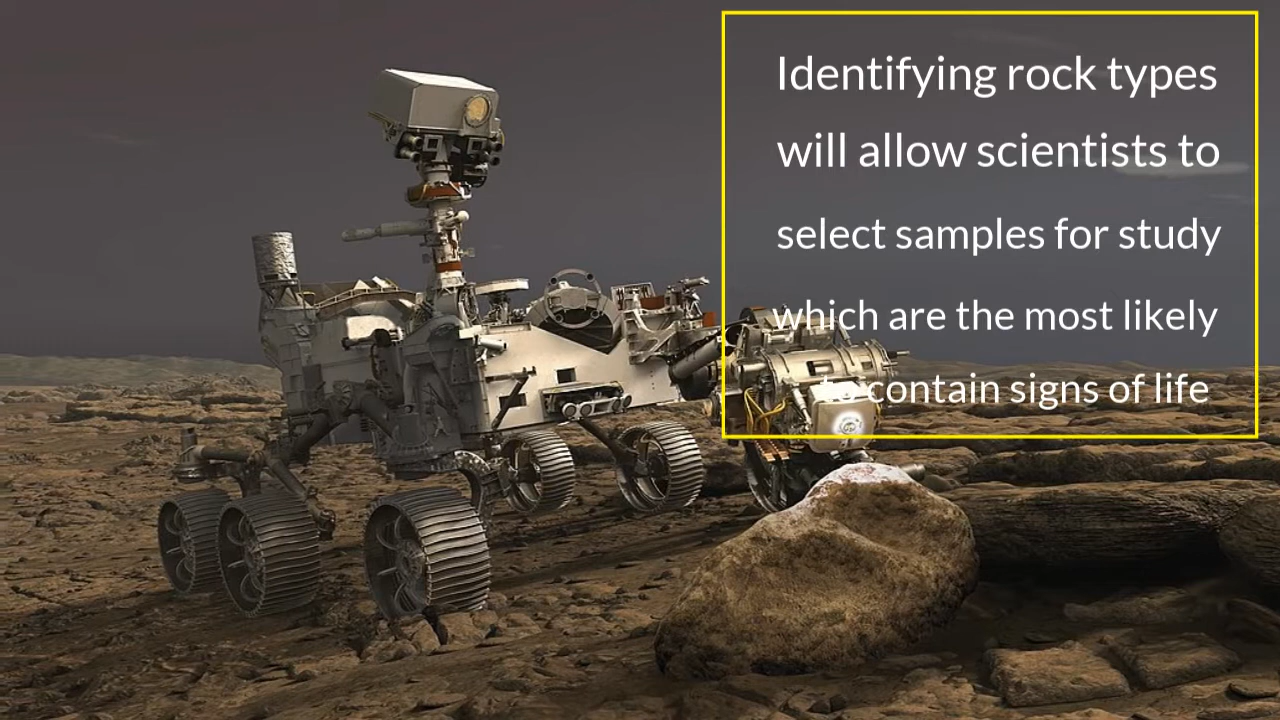 Identifying rock types
will allow scientists to
select samples for study
which are the most likely
to contain signs of life